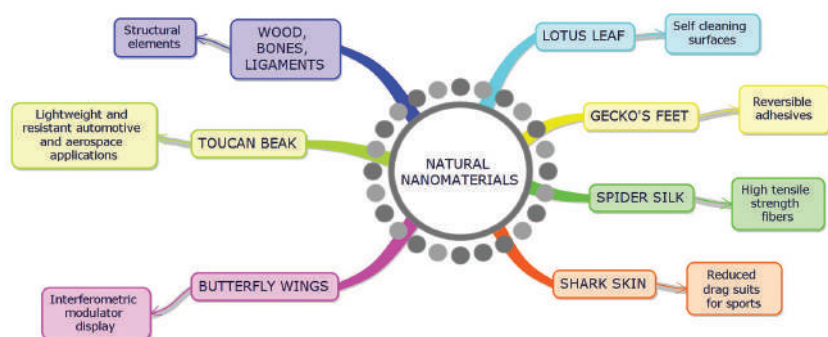 NATURAL
NANOMATERIALS
WOOD,
BONES,
LIGAMENTS
Structural
elements
TOUCAN BEAK
Lightweight and
resistant automotive
and aerospace
applications
BUTTERFLY WINGS
Interferometric
modulator
display
LOTUS LEAF
Self cleaning
surfaces
GECKO'S FEET
Reversible
adhesives
SPIDER SILK
High tensile
strength
fibers
SHARK SKIN
Reduced
drag suits
for sports